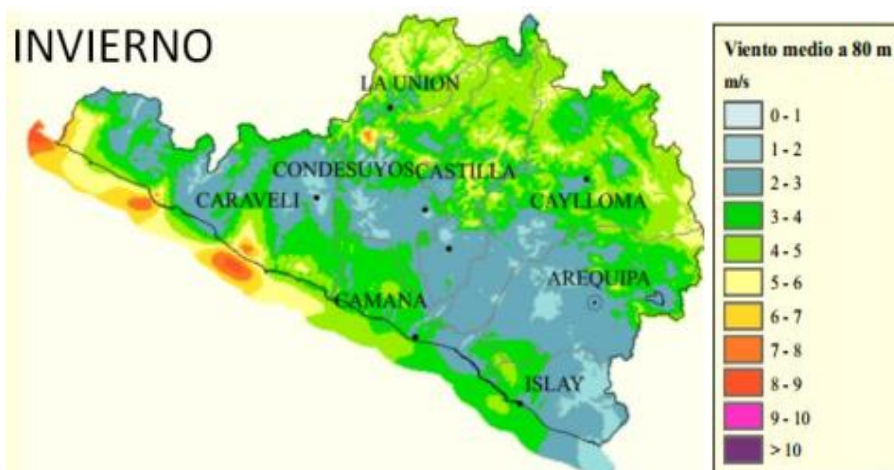 INVIERNO
LA UNION
CONDESUYOS
CASTILLA
CARAVELI
CAYLLOMA
AREQUIPA
CAMANA
ISLAY
Viento medio a 80 m
m/s
0 - 1
1 - 2
2 - 3
3 - 4
4 - 5
5 - 6
6 - 7
7 - 8
8 - 9
9 - 10
> 10